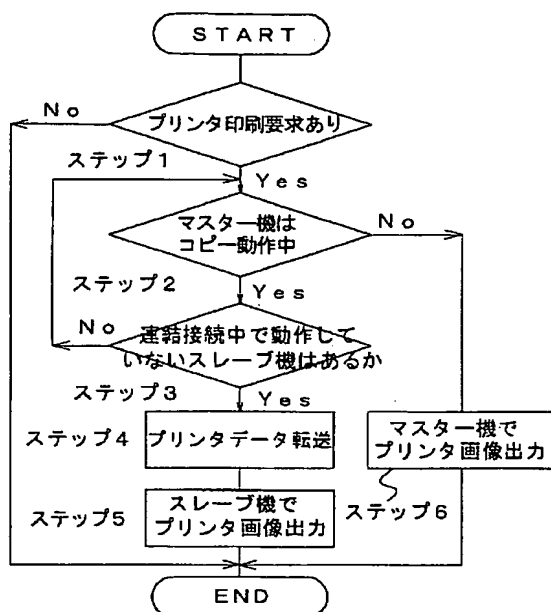 START
No
プリンタ印刷要求あり
ステップ1
Yes
マスター機は
コピー動作中
No
ステップ2
Yes
No
連結接続中で動作して
いないスレーブ機はあるか
ステップ3
Yes
ステップ4
プリンタデータ転送
マスター機で
プリンタ画像出力
ステップ5
スレーブ機で
プリンタ画像出力
ステップ6
END